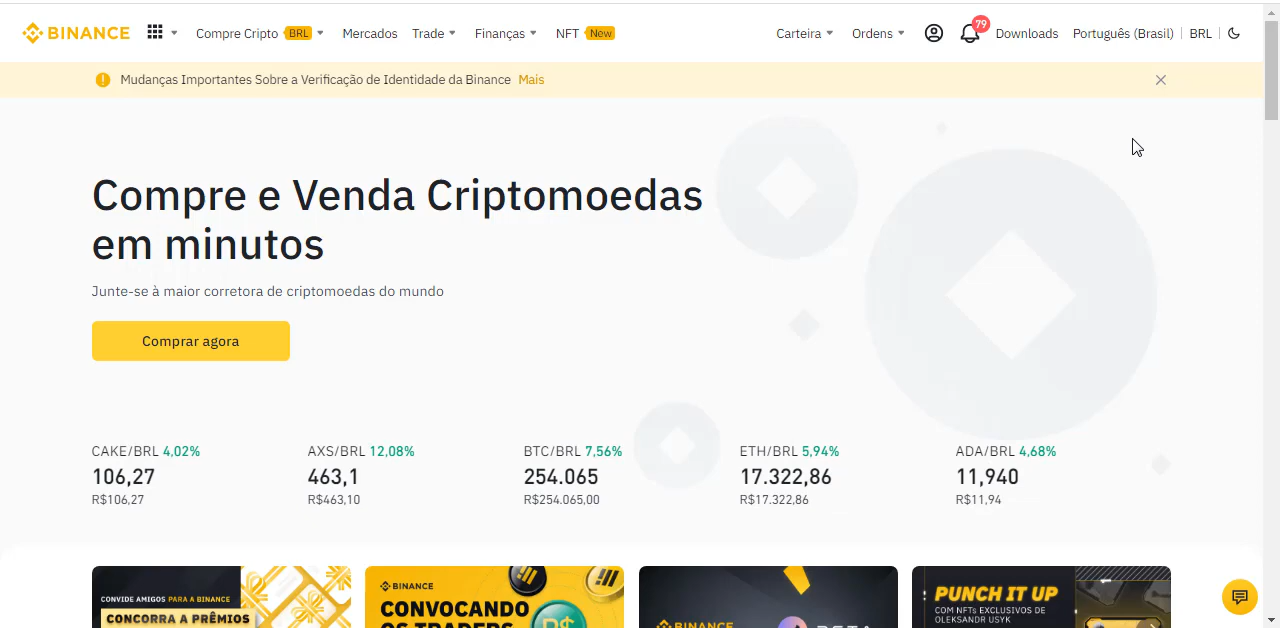 BINANCE
Compre Cripto BRL
Mercados
Trade
Finanças
NFT New
Carteira
Ordens
79
Downloads
Português (Brasil)
BRL
Mudanças Importantes Sobre a Verificação de Identidade da Binance Mais
Compre e Venda Criptomoedas
em minutos
Junte-se à maior corretora de criptomoedas do mundo
Comprar agora
CAKE/BRL 4,02%
106,27
R$106,27
AXS/BRL 12,08%
463,1
R$463,10
BTC/BRL 7,56%
254.065
R$254.065,00
ETH/BRL 5,94%
17.322,86
R$17.322,86
ADA/BRL 4,68%
11,940
R$11,94
CONVIDE AMIGOS PARA A BINANCE
CONCORRA A PRÊMIOS
BINANCE
CONVOCANDO
OS TRADERS
R$
BINANCE
PUNCH IT UP
COM NFTs EXCLUSIVOS DE
OLEKSANDR USYK